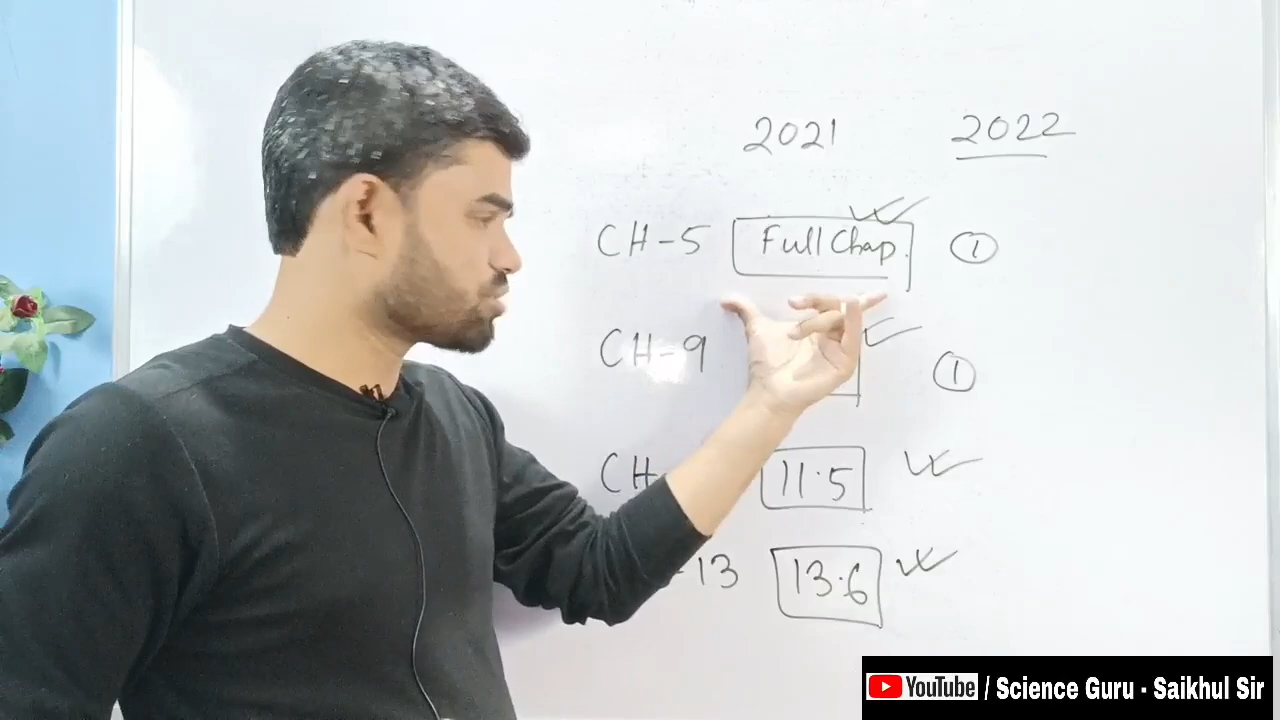 2021 2022
CH-5 Full Chap. 1
CH-9 1
CH- 11.5
-13 13.6
YouTube / Science Guru - Saikhul Sir